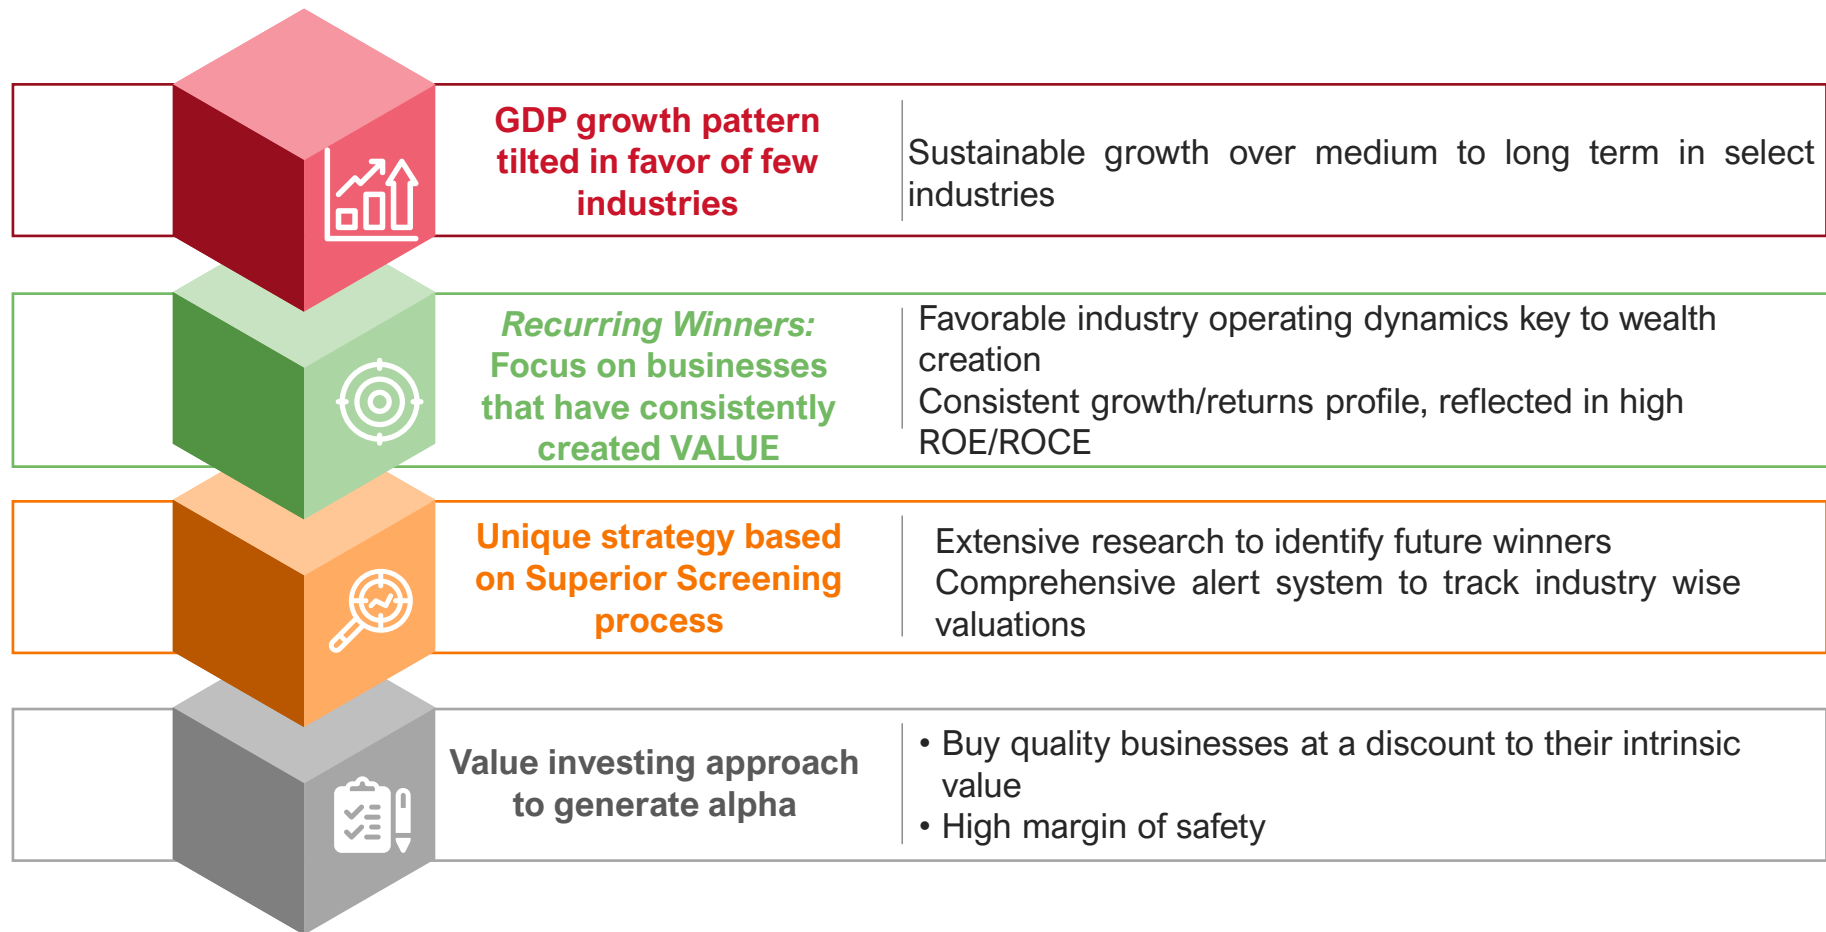 GDP growth pattern
tilted in favor of few
industries
Sustainable growth over medium to long term in select
industries
Recurring Winners:
Focus on businesses
that have consistently
created VALUE
Favorable industry operating dynamics key to wealth
creation
Consistent growth/returns profile, reflected in high
ROE/ROCE
Unique strategy based
on Superior Screening
process
Extensive research to identify future winners
Comprehensive alert system to track industry wise
valuations
Value investing approach
to generate alpha
• Buy quality businesses at a discount to their intrinsic
value
• High margin of safety